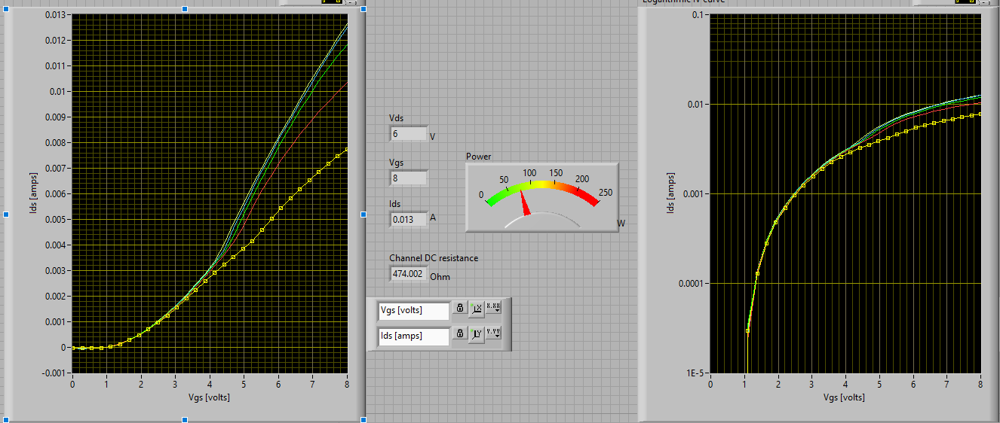 Logarithmic IV curve
0.013
0.012
0.011
0.01
0.009
0.008
0.007
0.006
0.005
0.004
0.003
0.002
0.001
0
-0.001
Ids [amps]
0 1 2 3 4 5 6 7 8
Vgs [volts]
Vds
6 V
Vgs
8
Ids
0.013 A
Channel DC resistance
474.002 Ohm
Power
0 50 100 150 200 250
W
Vgs [volts] X.XX
Ids [amps] Y.YY
0.1
0.01
0.001
0.0001
1E-5
Ids [amps]
0 1 2 3 4 5 6 7 8
Vgs [volts]